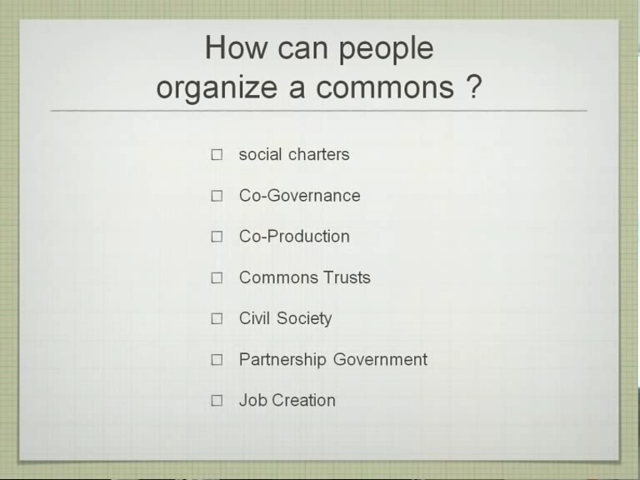 How can people
organize a commons ?
social charters
Co-Governance
Co-Production
Commons Trusts
Civil Society
Partnership Government
Job Creation